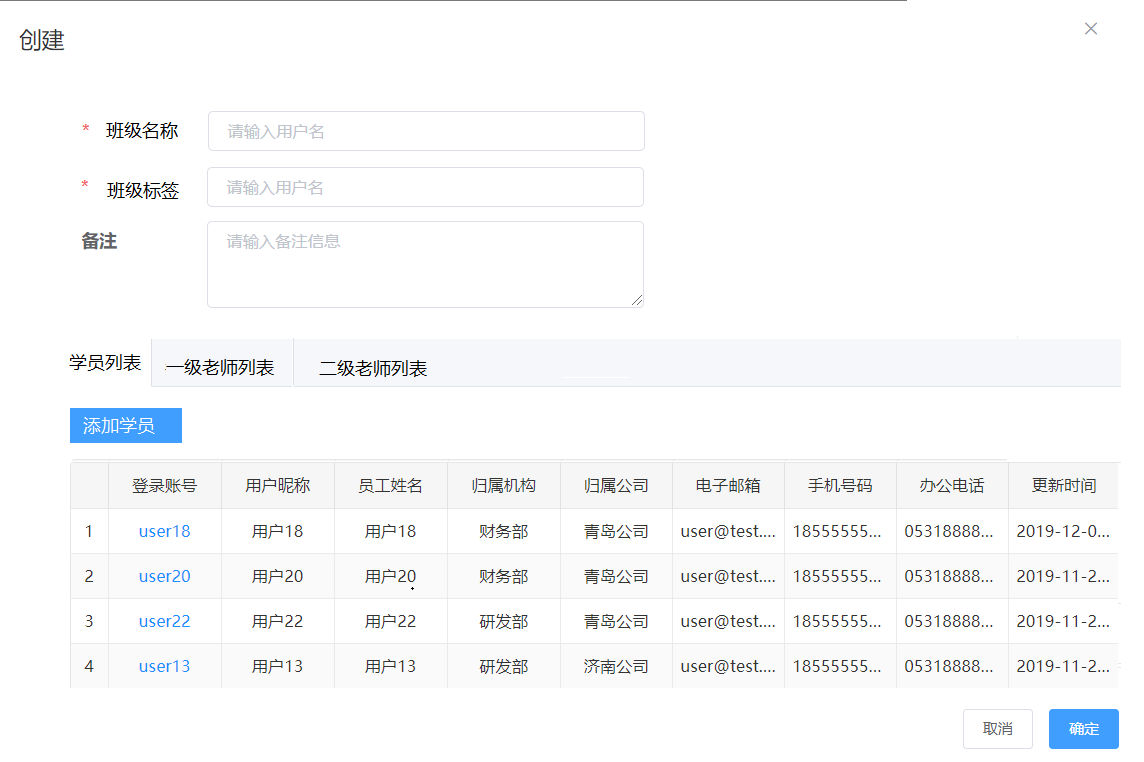 创建
* 班级名称 请输入用户名
* 班级标签 请输入用户名
备注 请输入备注信息
学员列表 一级老师列表 二级老师列表
添加学员
登录账号 用户昵称 员工姓名 归属机构 归属公司 电子邮箱 手机号码 办公电话 更新时间
1 user18 用户18 用户18 财务部 青岛公司 user@test.... 18555555... 05318888... 2019-12-0...
2 user20 用户20 用户20 财务部 青岛公司 user@test.... 18555555... 05318888... 2019-11-2...
3 user22 用户22 用户22 研发部 青岛公司 user@test.... 18555555... 05318888... 2019-11-2...
4 user13 用户13 用户13 研发部 济南公司 user@test.... 18555555... 05318888... 2019-11-2...
取消 确定